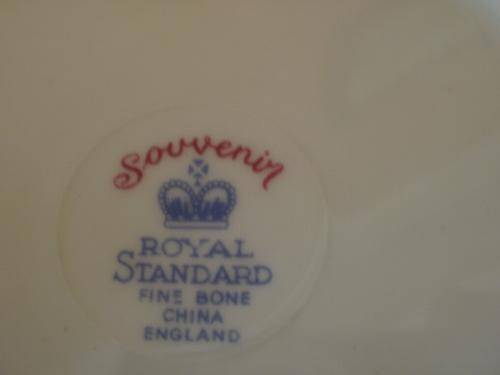 Souvenir
ROYAL
STANDARD
FINE BONE
CHINA
ENGLAND